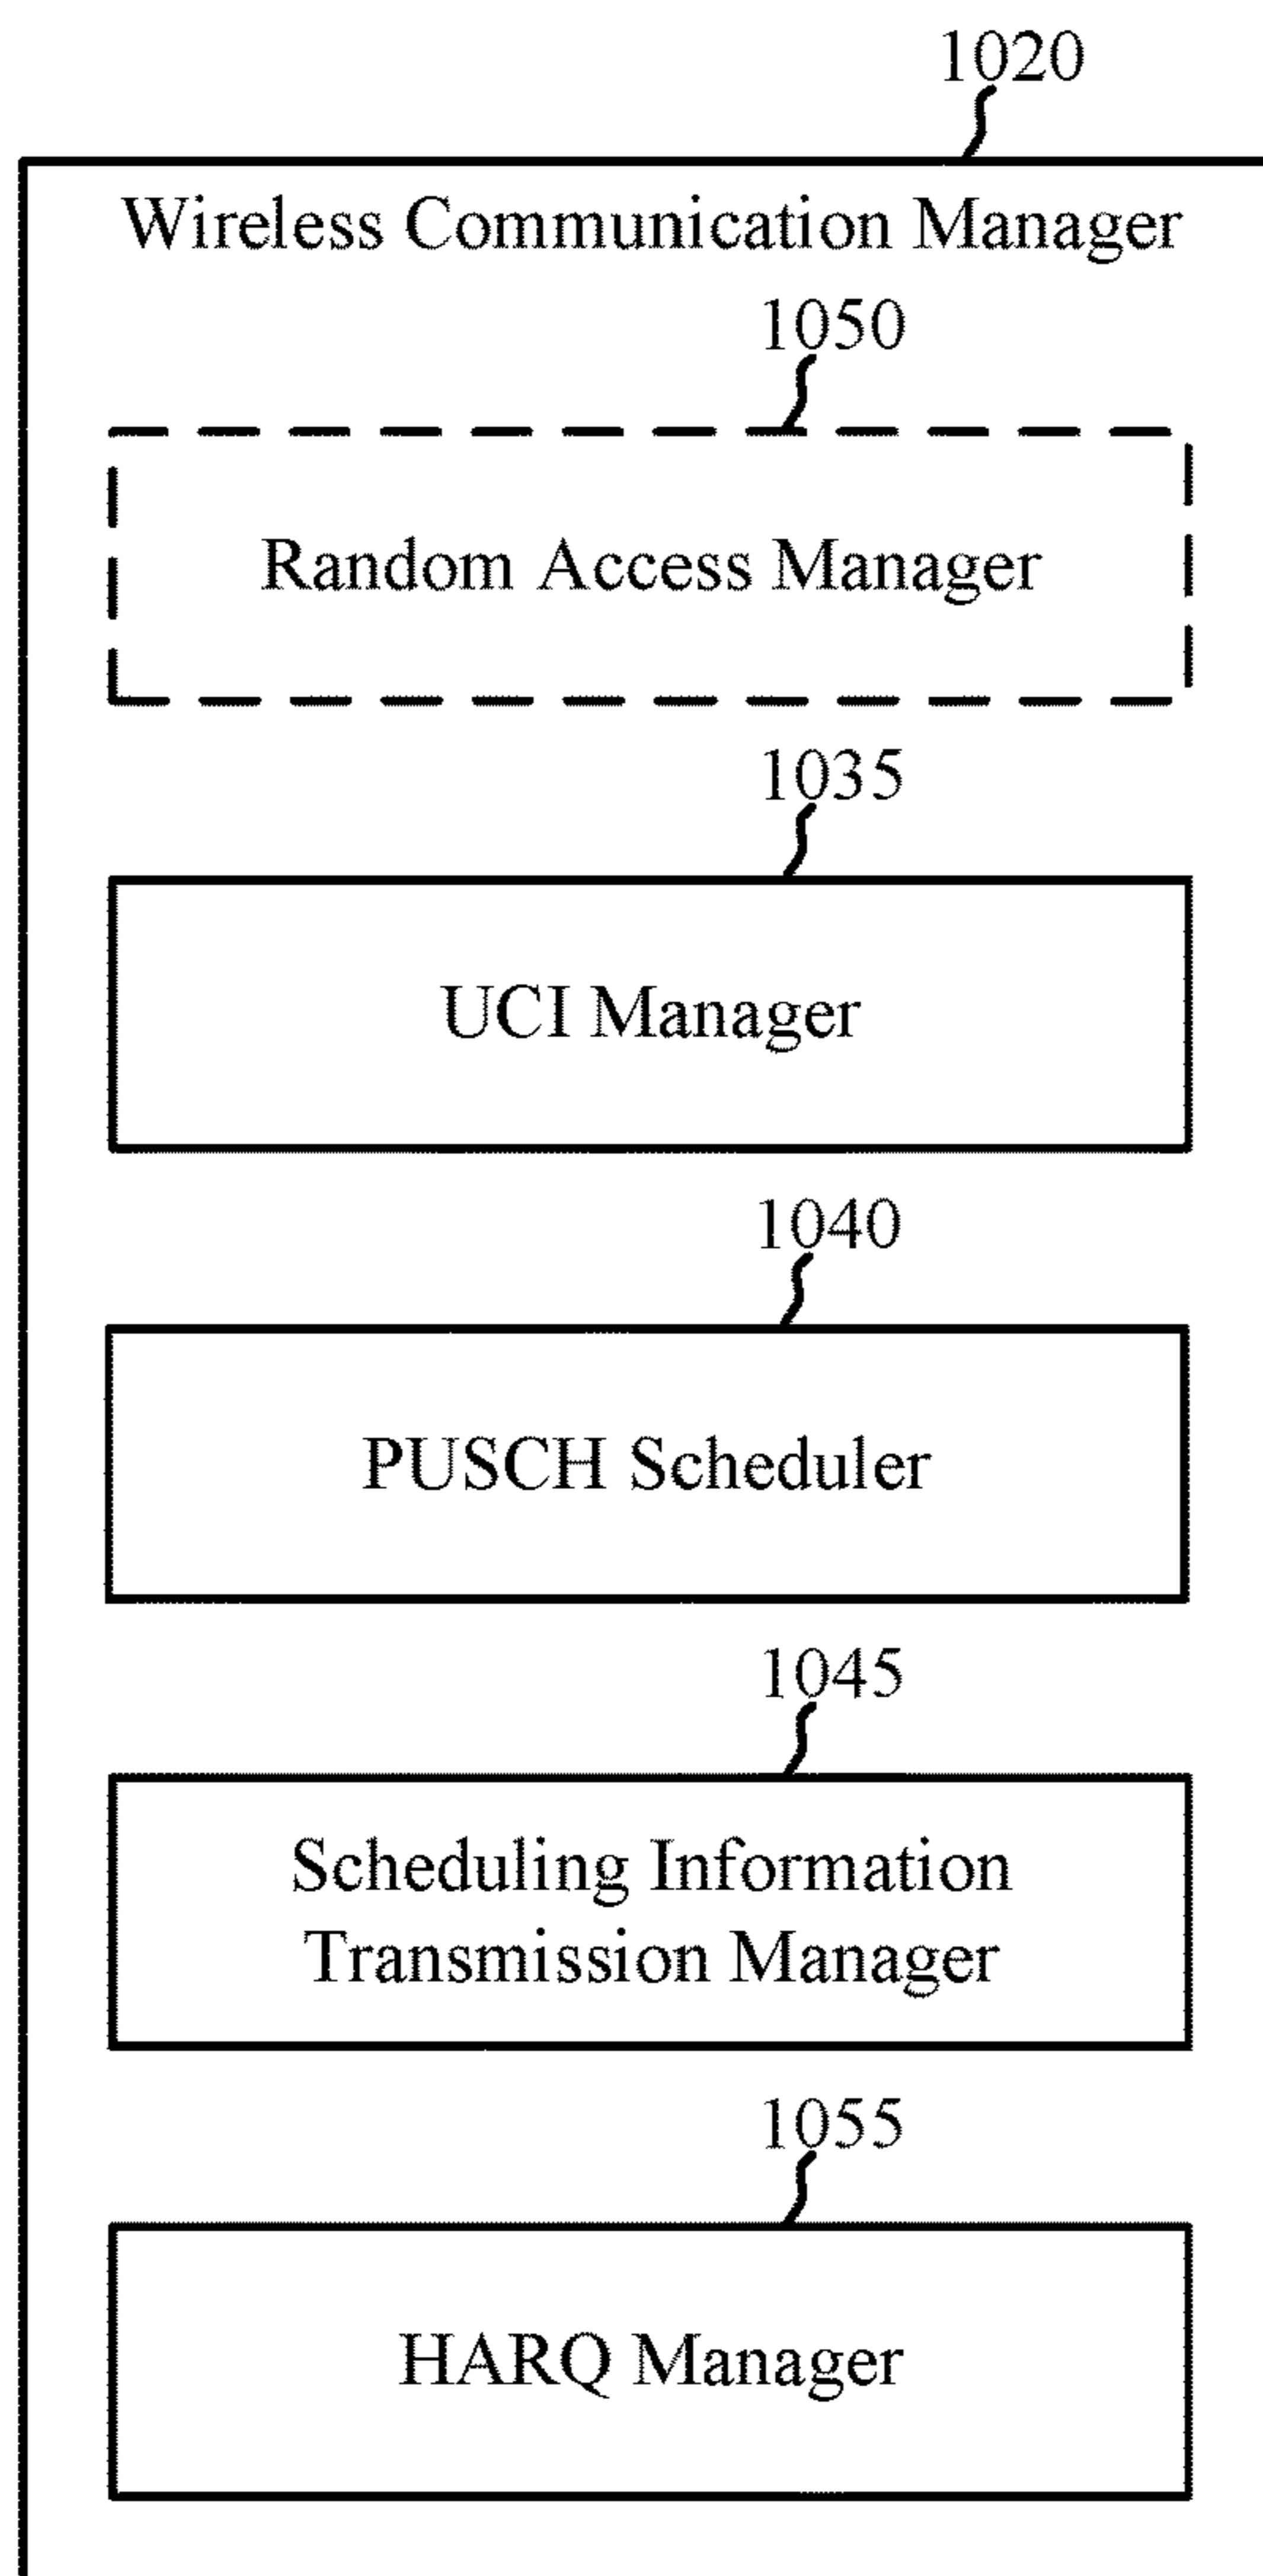 1020
Wireless Communication Manager
1050
Random Access Manager
1035
UCI Manager
1040
PUSCH Scheduler
1045
Scheduling Information
Transmission Manager
1055
HARQ Manager